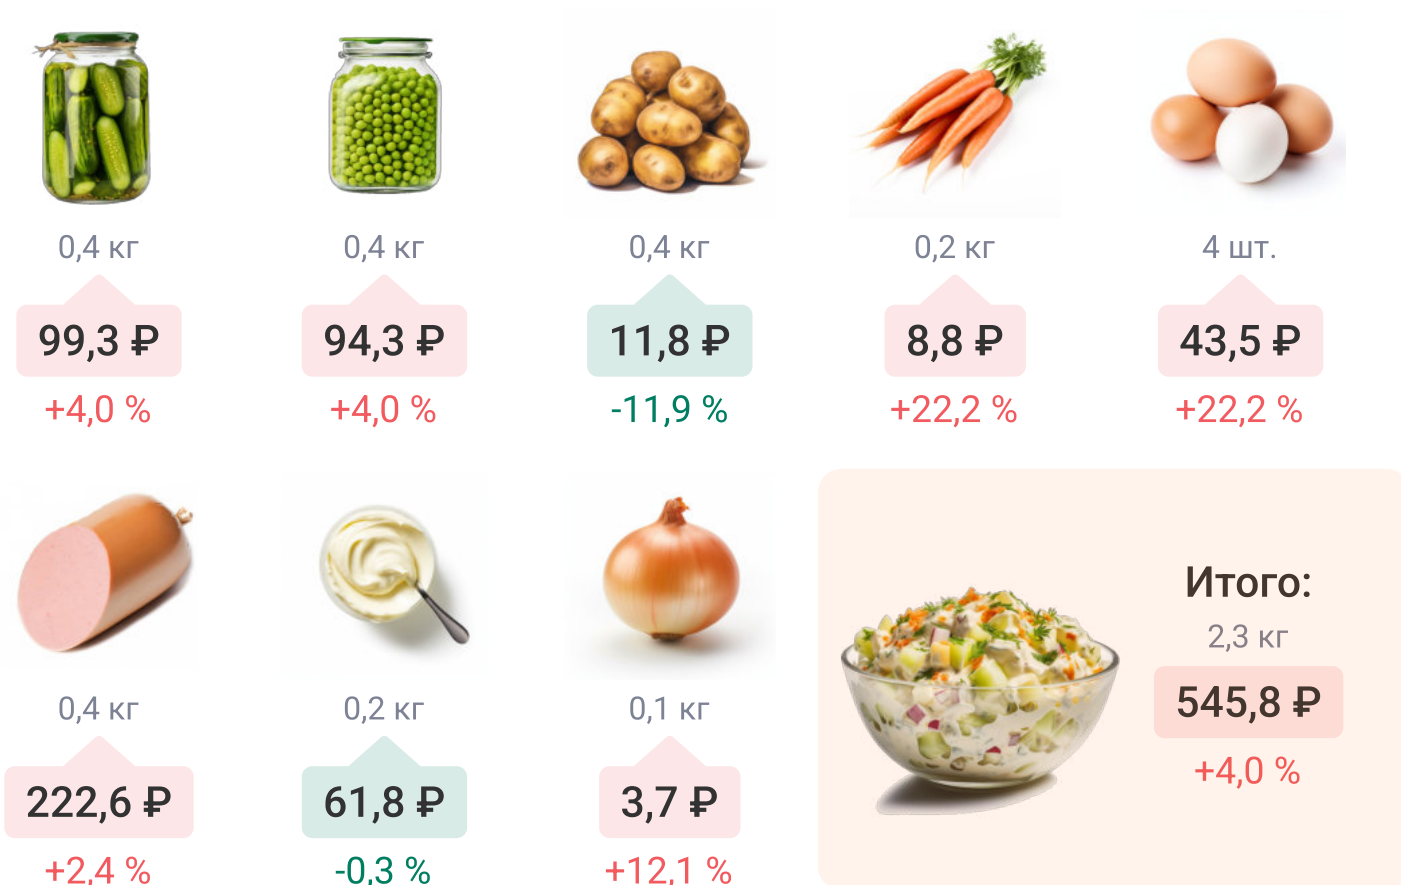 0,4 кг
99,3 ₽
+4,0 %
0,4 кг
94,3 ₽
+4,0 %
0,4 кг
11,8 ₽
-11,9 %
0,2 кг
8,8 ₽
+22,2 %
4 шт.
43,5 ₽
+22,2 %
0,4 кг
222,6 ₽
+2,4 %
0,2 кг
61,8 ₽
-0,3 %
0,1 кг
3,7 ₽
+12,1 %
Итого:
2,3 кг
545,8 ₽
+4,0 %